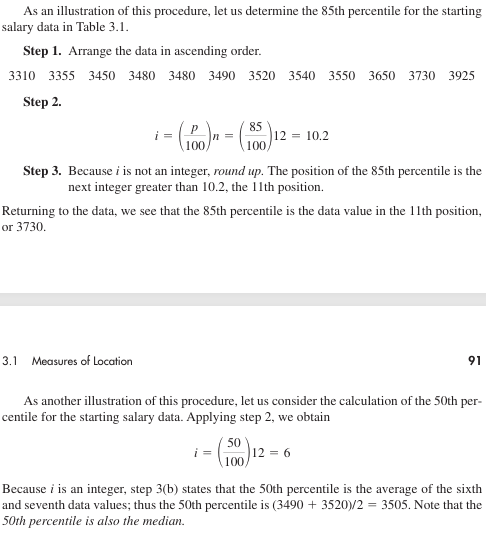 As an illustration of this procedure, let us determine the 85th percentile for the starting
salary data in Table 3.1.
Step 1. Arrange the data in ascending order.
3310 3355 3450 3480 3480 3490 3520 3540 3550 3650 3730 3925
Step 2.
i = (p/100)n = (85/100)12 = 10.2
Step 3. Because i is not an integer, round up. The position of the 85th percentile is the
next integer greater than 10.2, the 11th position.
Returning to the data, we see that the 85th percentile is the data value in the 11th position,
or 3730.
3.1 Measures of Location 91
As another illustration of this procedure, let us consider the calculation of the 50th per-
centile for the starting salary data. Applying step 2, we obtain
i = (50/100)12 = 6
Because i is an integer, step 3(b) states that the 50th percentile is the average of the sixth
and seventh data values; thus the 50th percentile is (3490 + 3520)/2 = 3505. Note that the
50th percentile is also the median.